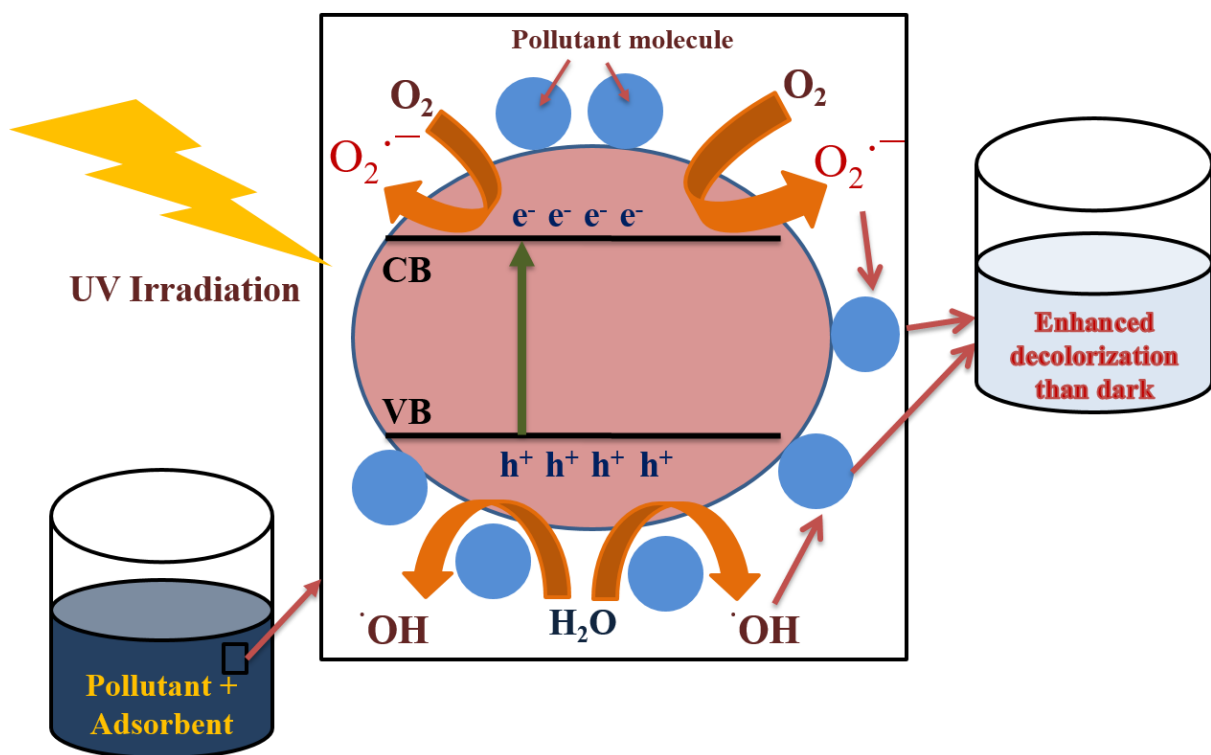 Pollutant molecule
O₂
O₂
O₂·−
O₂·−
e⁻ e⁻ e⁻ e⁻
CB
UV Irradiation
Enhanced
decolorization
than dark
VB
h⁺ h⁺ h⁺ h⁺
·OH
H₂O
·OH
Pollutant +
Adsorbent